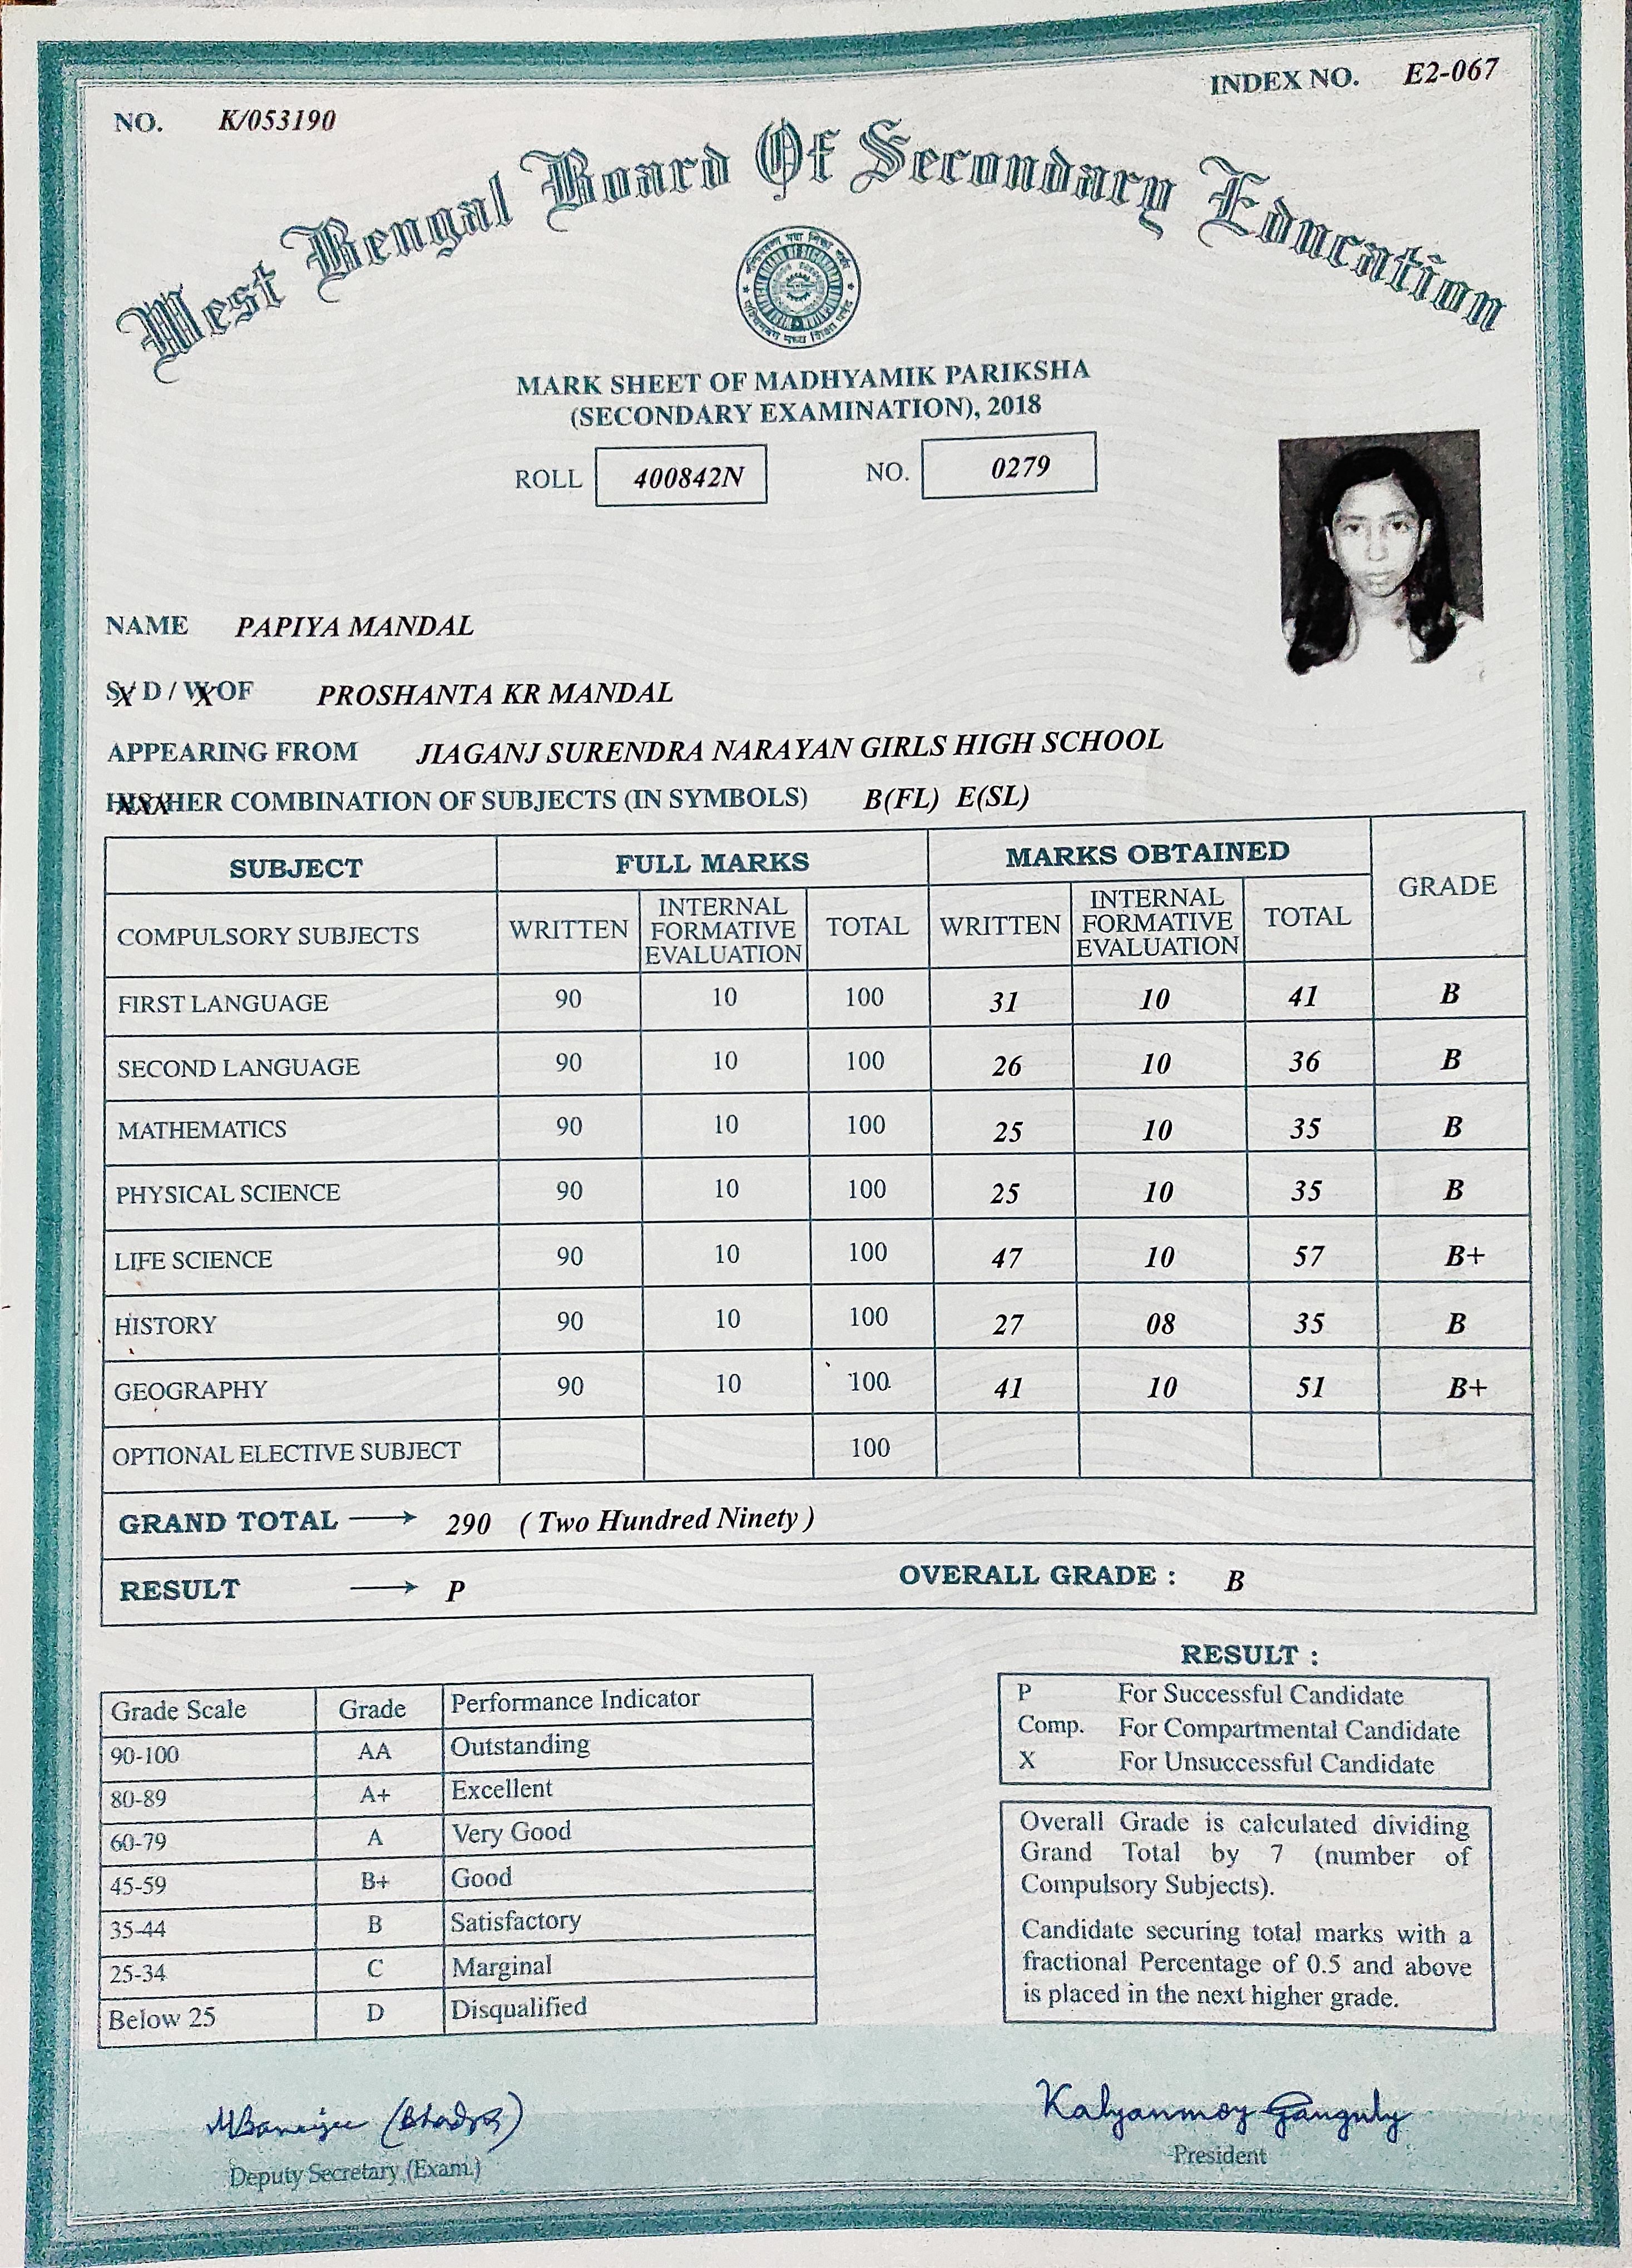 NO. K/053190
INDEX NO. E2-067
West Bengal Board Of Secondary Education
MARK SHEET OF MADHYAMIK PARIKSHA
(SECONDARY EXAMINATION), 2018
ROLL 400842N NO. 0279
NAME PAPIYA MANDAL
S/ D / W/ OF PROSHANTA KR MANDAL
APPEARING FROM JIAGANJ SURENDRA NARAYAN GIRLS HIGH SCHOOL
HIS/HER COMBINATION OF SUBJECTS (IN SYMBOLS) B(FL) E(SL)
SUBJECT FULL MARKS MARKS OBTAINED GRADE
COMPULSORY SUBJECTS WRITTEN INTERNAL FORMATIVE EVALUATION TOTAL WRITTEN INTERNAL FORMATIVE EVALUATION TOTAL
FIRST LANGUAGE 90 10 100 31 10 41 B
SECOND LANGUAGE 90 10 100 26 10 36 B
MATHEMATICS 90 10 100 25 10 35 B
PHYSICAL SCIENCE 90 10 100 25 10 35 B
LIFE SCIENCE 90 10 100 47 10 57 B+
HISTORY 90 10 100 27 08 35 B
GEOGRAPHY 90 10 100 41 10 51 B+
OPTIONAL ELECTIVE SUBJECT 100
GRAND TOTAL → 290 ( Two Hundred Ninety )
RESULT → P OVERALL GRADE : B
Grade Scale Grade Performance Indicator
90-100 AA Outstanding
80-89 A+ Excellent
60-79 A Very Good
45-59 B+ Good
35-44 B Satisfactory
25-34 C Marginal
Below 25 D Disqualified
RESULT :
P For Successful Candidate
Comp. For Compartmental Candidate
X For Unsuccessful Candidate
Overall Grade is calculated dividing
Grand Total by 7 (number of
Compulsory Subjects).
Candidate securing total marks with a
fractional Percentage of 0.5 and above
is placed in the next higher grade.
MBanerjee (Bhadra)
Deputy Secretary (Exam.)
Kalyanmoy Ganguly
President